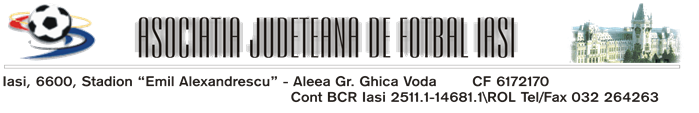 ASOCIATIA JUDETEANA DE FOTBAL IASI
Iasi, 6600, Stadion “Emil Alexandrescu” - Aleea Gr. Ghica Voda CF 6172170
Cont BCR Iasi 2511.1-14681.1\ROL Tel/Fax 032 264263